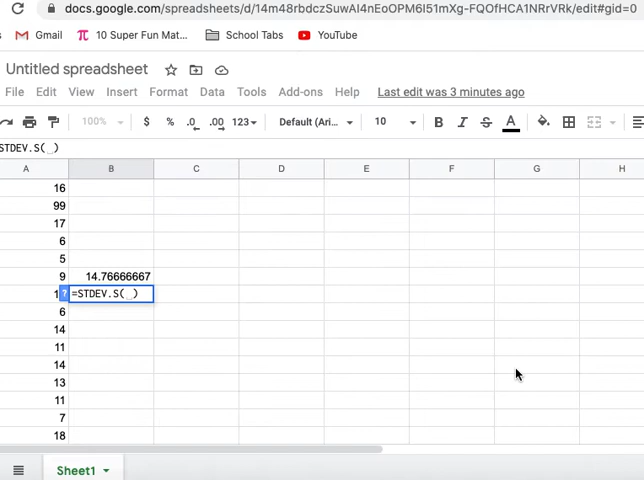 docs.google.com/spreadsheets/d/14m48rbdczSuwAI4nEoOPM6I51mXg-FQOfHCA1NRrVRk/edit#gid=0
Gmail 10 Super Fun Mat... School Tabs YouTube
Untitled spreadsheet
File Edit View Insert Format Data Tools Add-ons Help Last edit was 3 minutes ago
100% $ % .0 .00 123 Default (Ari... 10 B I S A
STDEV.S(_)
A B C D E F G H
16
99
17
6
5
9 14.76666667
1 ? =STDEV.S(_)
6
14
11
14
13
11
7
18
Sheet1